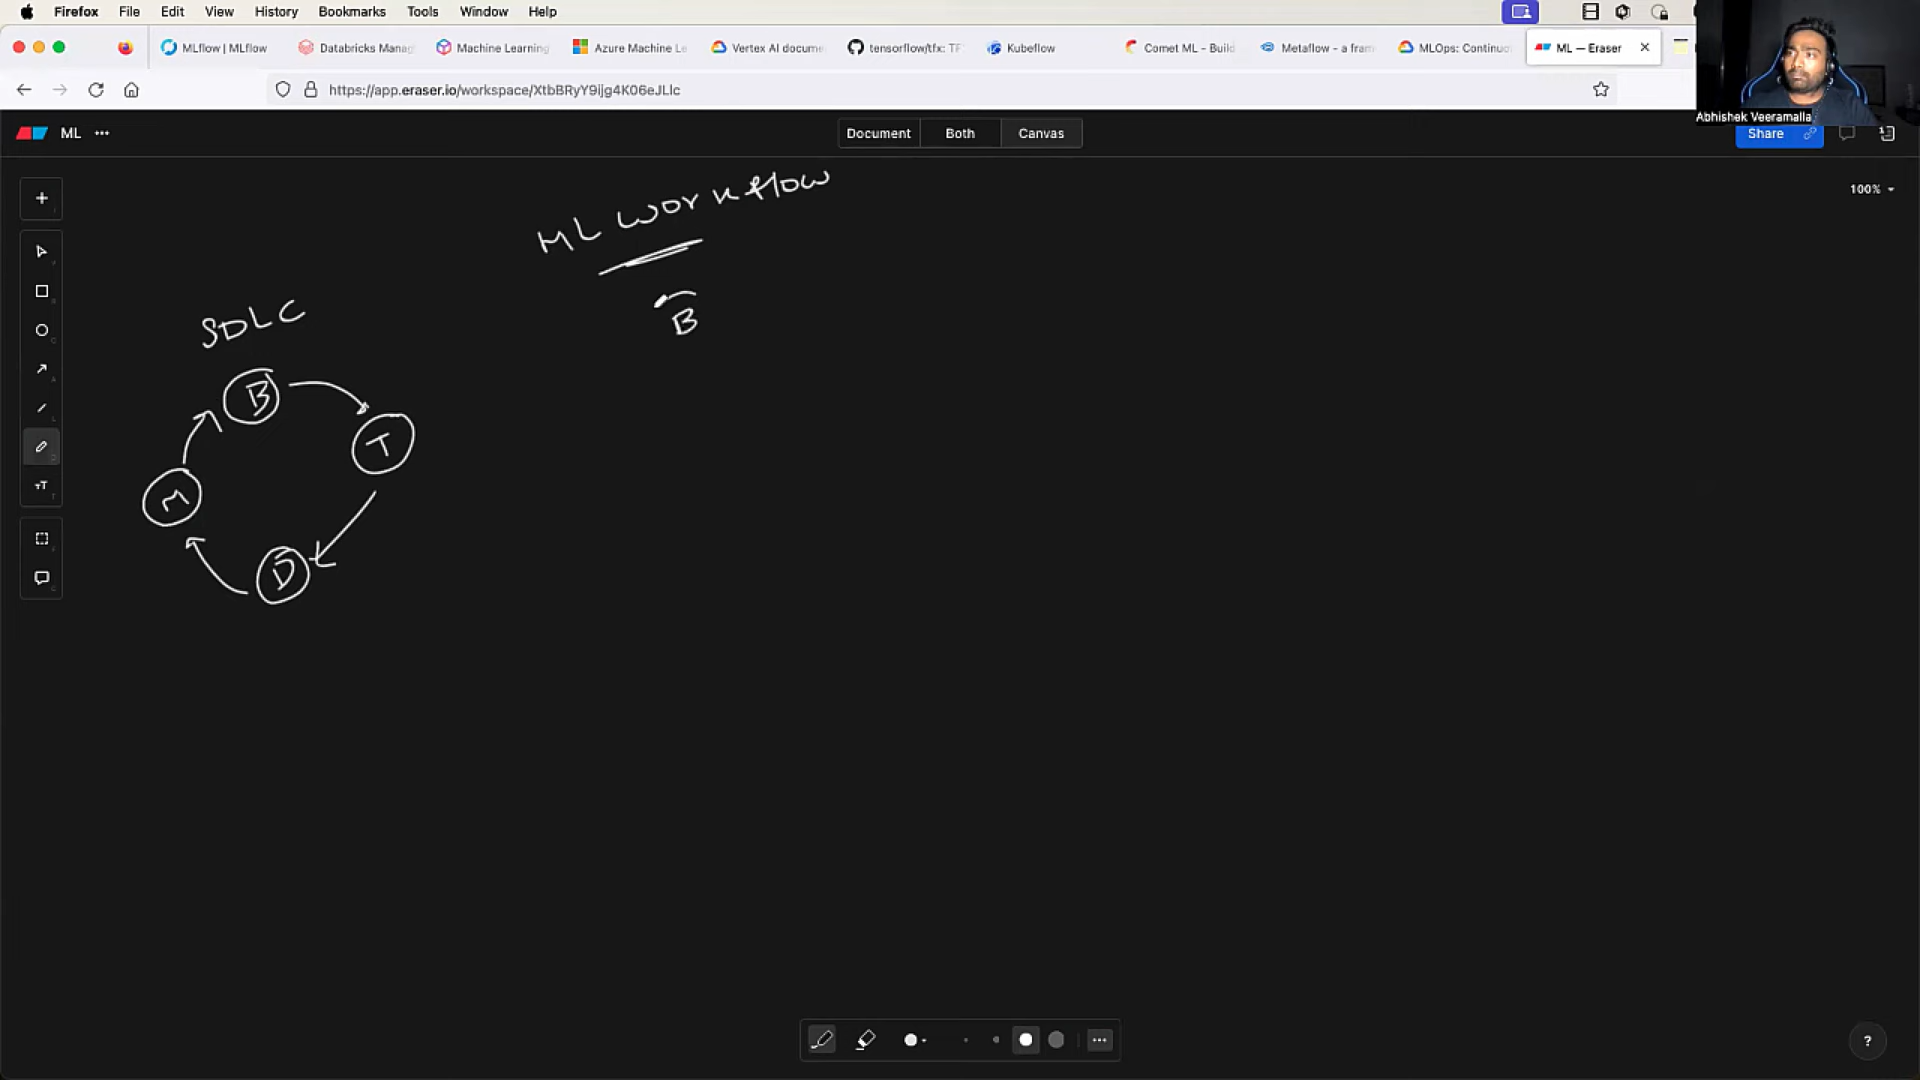 Firefox File Edit View History Bookmarks Tools Window Help
MLflow | MLflow Databricks Manag Machine Learning Azure Machine Le Vertex AI docume tensorflow/tfx: TF Kubeflow Comet ML - Build Metaflow - a fram MLOps: Continuo ML — Eraser
https://app.eraser.io/workspace/XtbBRyY9ijg4K06eJLlc
Abhishek Veeramalla
ML Document Both Canvas Share
100%
ML Workflow
B
SDLC
B
T
M
D
тT
?